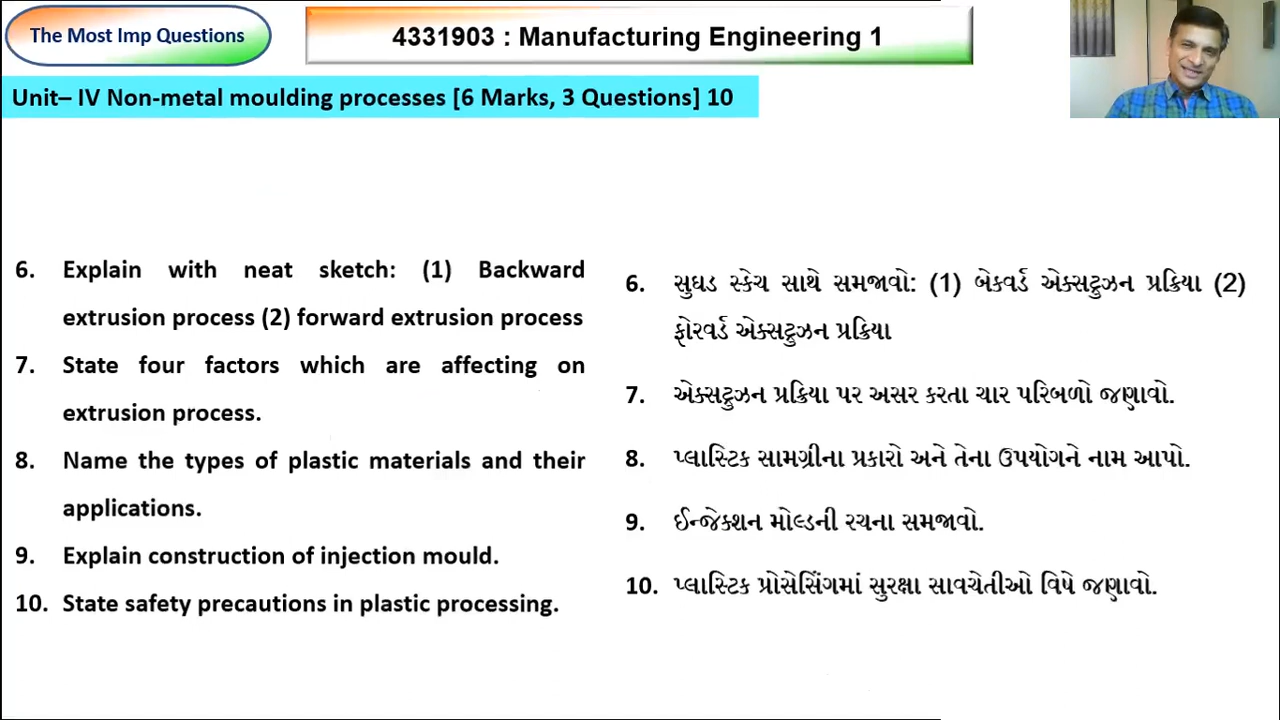 The Most Imp Questions
4331903 : Manufacturing Engineering 1
Unit– IV Non-metal moulding processes [6 Marks, 3 Questions] 10
6. Explain with neat sketch: (1) Backward
extrusion process (2) forward extrusion process
7. State four factors which are affecting on
extrusion process.
8. Name the types of plastic materials and their
applications.
9. Explain construction of injection mould.
10. State safety precautions in plastic processing.
6. સુઘડ સ્કેચ સાથે સમજાવો: (1) બેકવર્ડ એક્સટ્રુઝન પ્રક્રિયા (2)
ફોરવર્ડ એક્સટ્રુઝન પ્રક્રિયા
7. એક્સટ્રુઝન પ્રક્રિયા પર અસર કરતા ચાર પરિબળો જણાવો.
8. પ્લાસ્ટિક સામગ્રીના પ્રકારો અને તેના ઉપયોગને નામ આપો.
9. ઈન્જેક્શન મોલ્ડની રચના સમજાવો.
10. પ્લાસ્ટિક પ્રોસેસિંગમાં સુરક્ષા સાવચેતીઓ વિષે જણાવો.